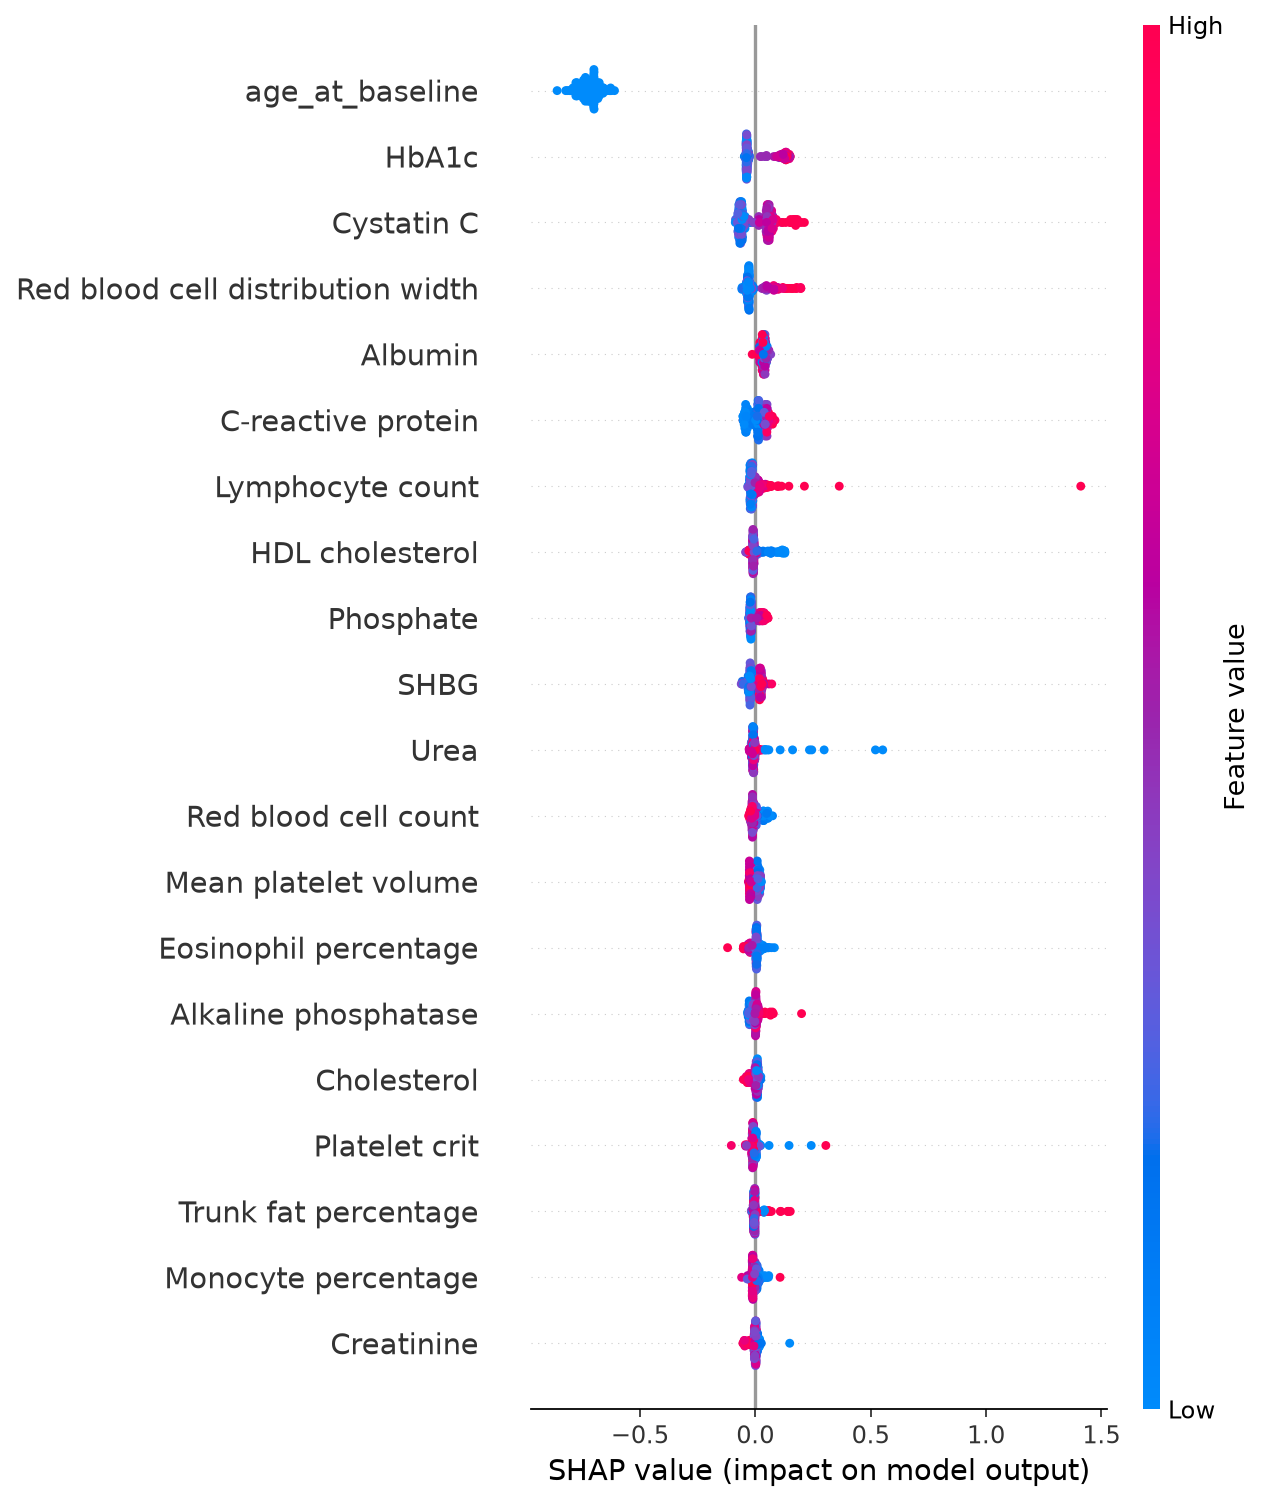 High
age_at_baseline
HbA1c
Cystatin C
Red blood cell distribution width
Albumin
C-reactive protein
Lymphocyte count
HDL cholesterol
Phosphate
SHBG
Urea
Red blood cell count
Mean platelet volume
Eosinophil percentage
Alkaline phosphatase
Cholesterol
Platelet crit
Trunk fat percentage
Monocyte percentage
Creatinine
Feature value
Low
−0.5 0.0 0.5 1.0 1.5
SHAP value (impact on model output)